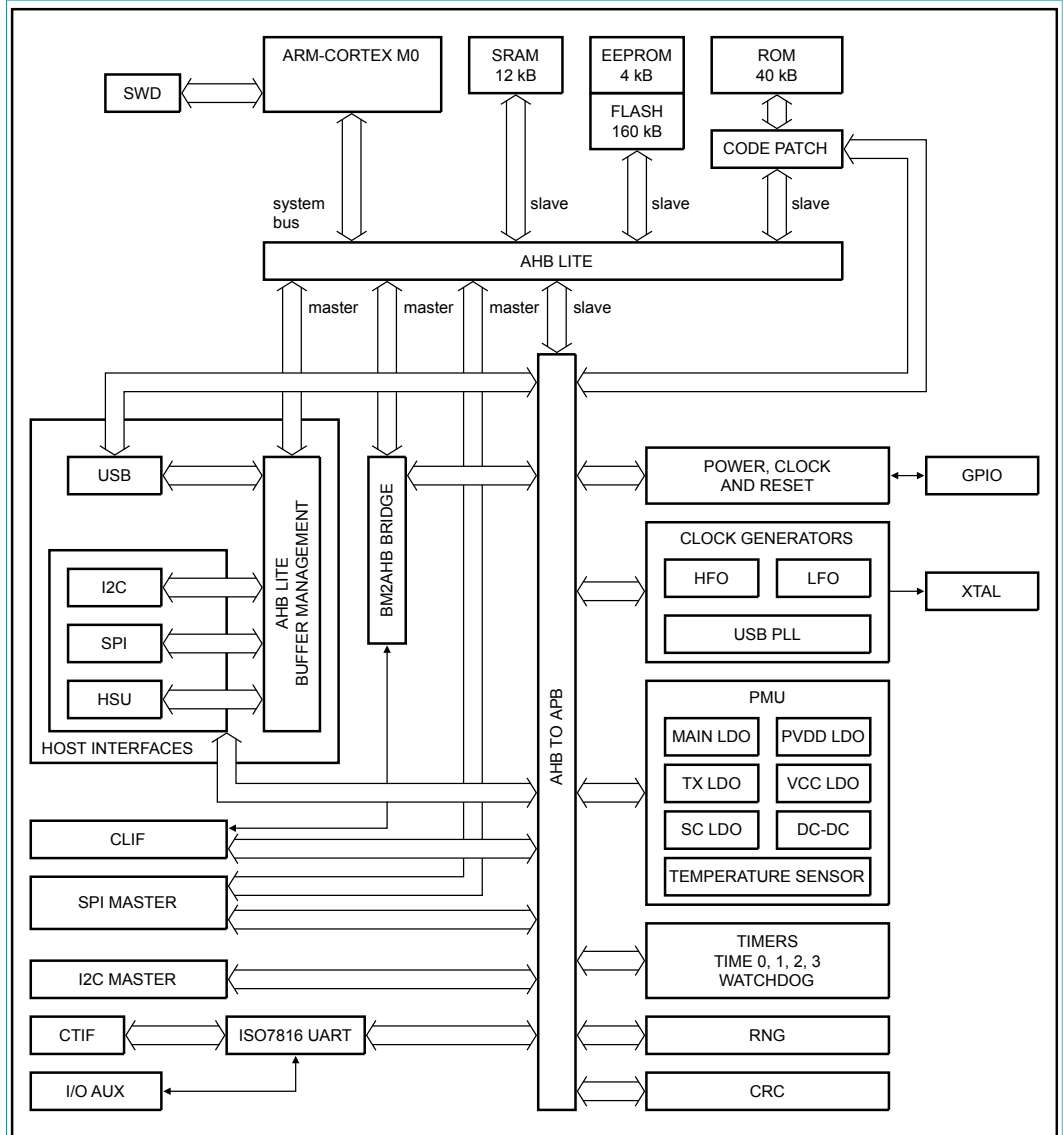 ARM-CORTEX M0
SWD
SRAM
12 kB
EEPROM
4 kB
FLASH
160 kB
ROM
40 kB
CODE PATCH
system
bus
slave
slave
slave
AHB LITE
master
master
master
slave
USB
I2C
SPI
HSU
HOST INTERFACES
AHB LITE
BUFFER MANAGEMENT
BM2AHB BRIDGE
AHB TO APB
POWER, CLOCK
AND RESET
GPIO
CLOCK GENERATORS
HFO
LFO
USB PLL
XTAL
PMU
MAIN LDO
PVDD LDO
TX LDO
VCC LDO
SC LDO
DC-DC
TEMPERATURE SENSOR
CLIF
SPI MASTER
I2C MASTER
CTIF
ISO7816 UART
I/O AUX
TIMERS
TIME 0, 1, 2, 3
WATCHDOG
RNG
CRC